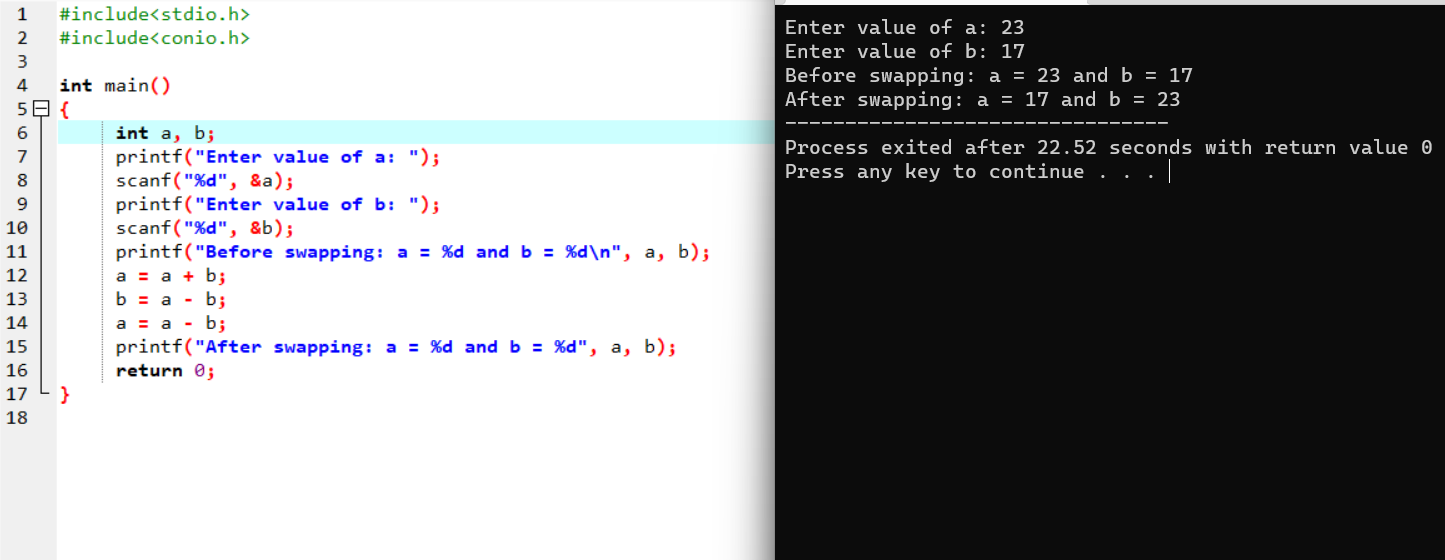 1 #include<stdio.h>
2 #include<conio.h>
3
4 int main()
5 {
6 int a, b;
7 printf("Enter value of a: ");
8 scanf("%d", &a);
9 printf("Enter value of b: ");
10 scanf("%d", &b);
11 printf("Before swapping: a = %d and b = %d\n", a, b);
12 a = a + b;
13 b = a - b;
14 a = a - b;
15 printf("After swapping: a = %d and b = %d", a, b);
16 return 0;
17 }
18
Enter value of a: 23
Enter value of b: 17
Before swapping: a = 23 and b = 17
After swapping: a = 17 and b = 23
--------------------------------
Process exited after 22.52 seconds with return value 0
Press any key to continue . . .